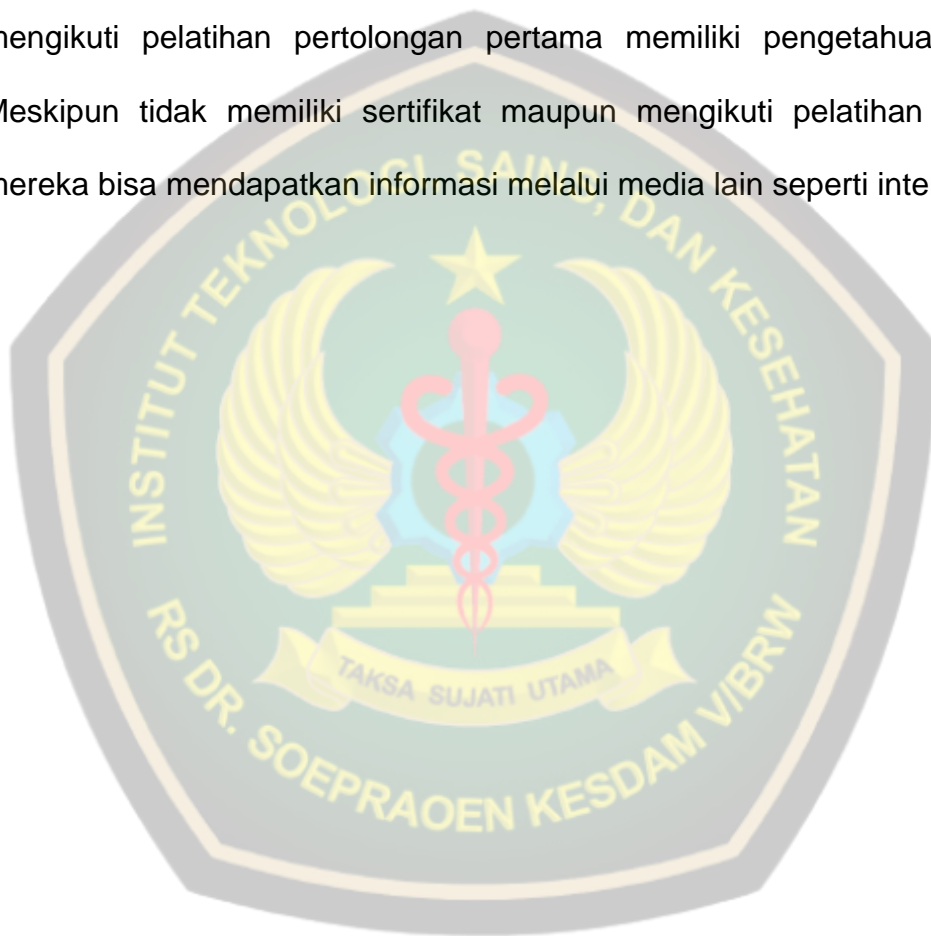 mengikuti pelatihan pertolongan pertama memiliki pengetahua
Meskipun tidak memiliki sertifikat maupun mengikuti pelatihan
mereka bisa mendapatkan informasi melalui media lain seperti inte
INSTITUT TEKNOLOGI, SAINS, DAN KESEHATAN
TAKSA SUJATI UTAMA
RS DR. SOEPRAOEN KESDAM V/BRW